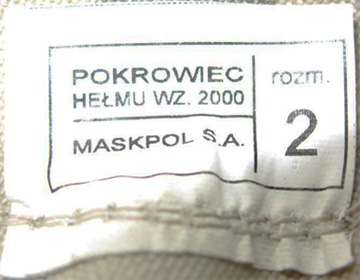 POKROWIEC
HEŁMU WZ. 2000
MASKPOL S.A.
rozm.
2